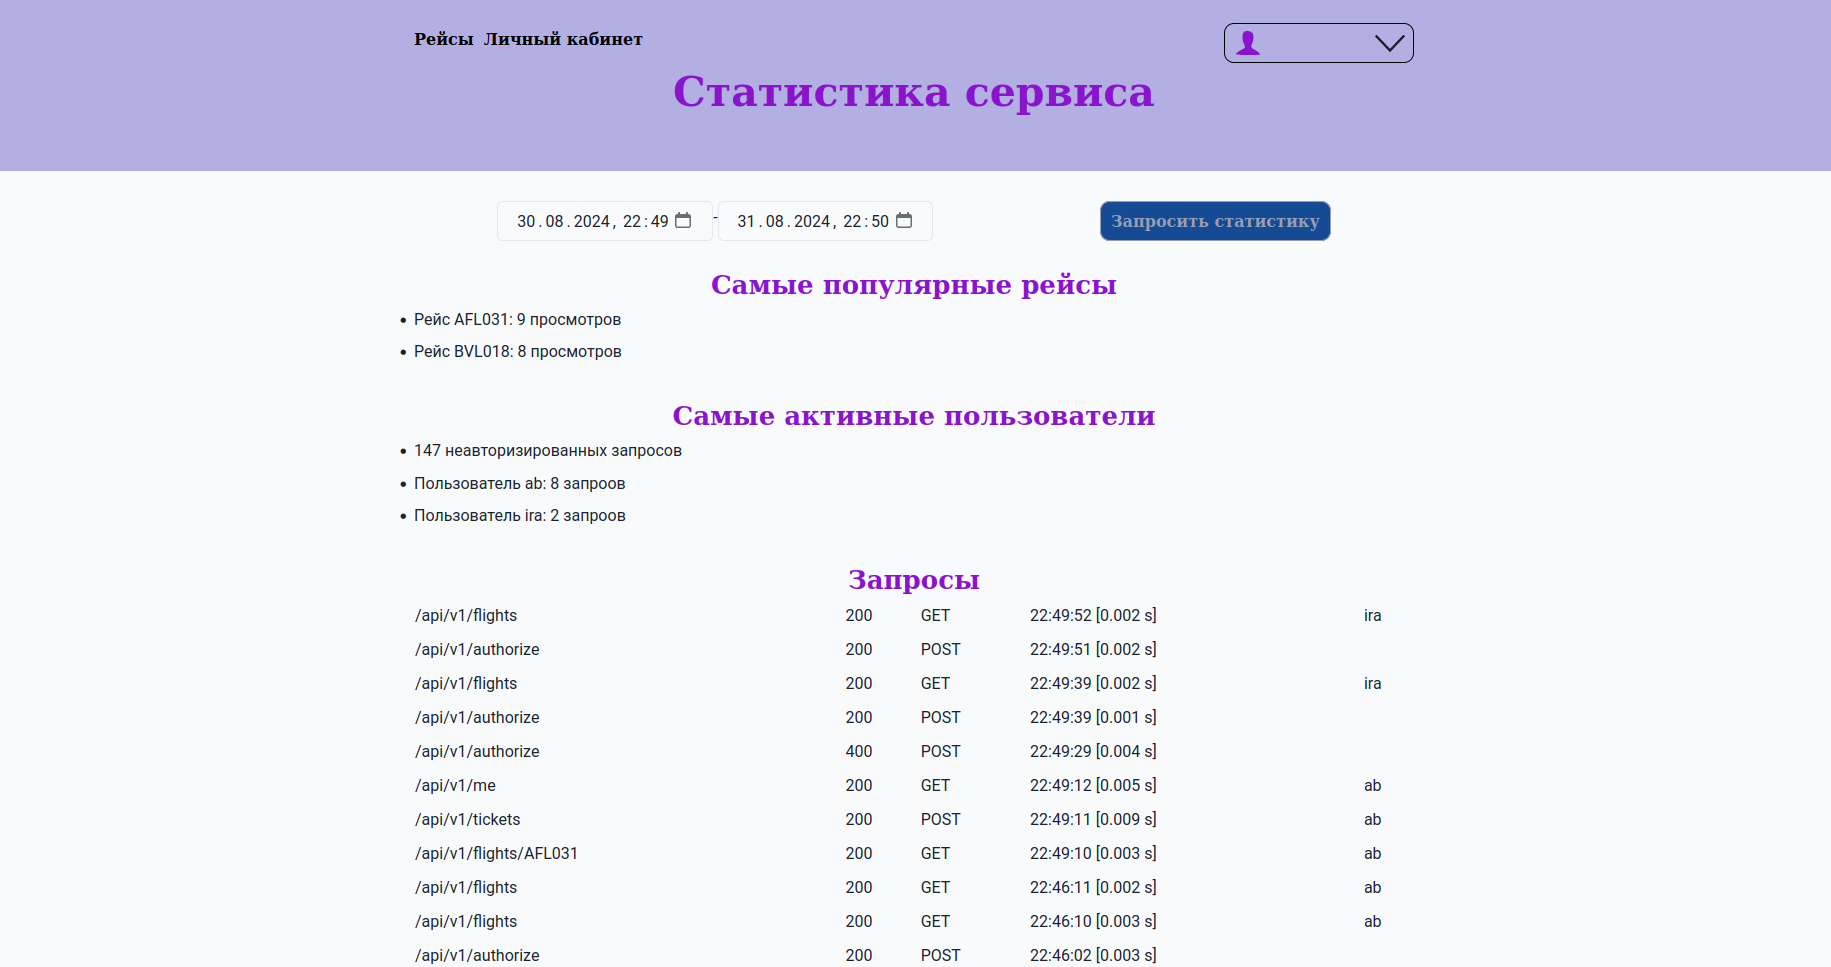 Рейсы Личный кабинет
Статистика сервиса
30.08.2024, 22:49 - 31.08.2024, 22:50 Запросить статистику
Самые популярные рейсы
• Рейс AFL031: 9 просмотров
• Рейс BVL018: 8 просмотров
Самые активные пользователи
• 147 неавторизированных запросов
• Пользователь ab: 8 запроов
• Пользователь ira: 2 запроов
Запросы
/api/v1/flights 200 GET 22:49:52 [0.002 s] ira
/api/v1/authorize 200 POST 22:49:51 [0.002 s]
/api/v1/flights 200 GET 22:49:39 [0.002 s] ira
/api/v1/authorize 200 POST 22:49:39 [0.001 s]
/api/v1/authorize 400 POST 22:49:29 [0.004 s]
/api/v1/me 200 GET 22:49:12 [0.005 s] ab
/api/v1/tickets 200 POST 22:49:11 [0.009 s] ab
/api/v1/flights/AFL031 200 GET 22:49:10 [0.003 s] ab
/api/v1/flights 200 GET 22:46:11 [0.002 s] ab
/api/v1/flights 200 GET 22:46:10 [0.003 s] ab
/api/v1/authorize 200 POST 22:46:02 [0.003 s]